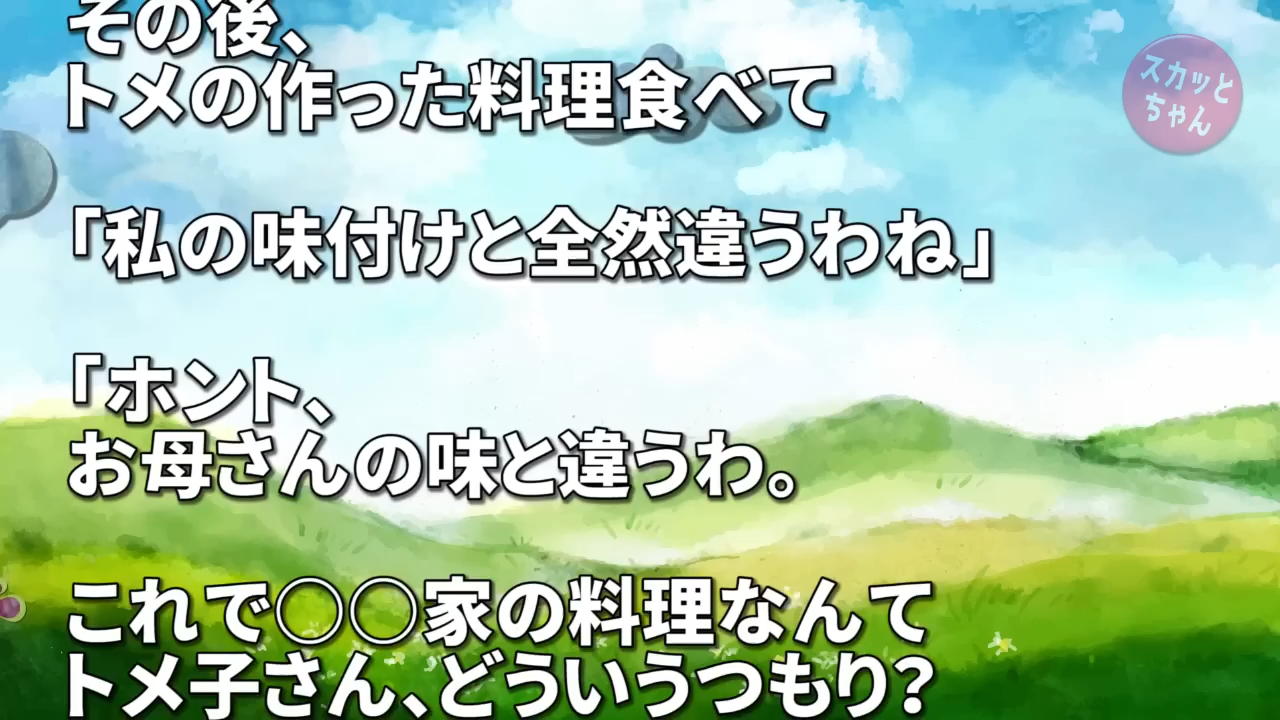 その後、
トメの作った料理食べて
「私の味付けと全然違うわね」
「ホント、
お母さんの味と違うわ。
これで○○家の料理なんて
トメ子さん、どういうつもり?
スカッと
ちゃん